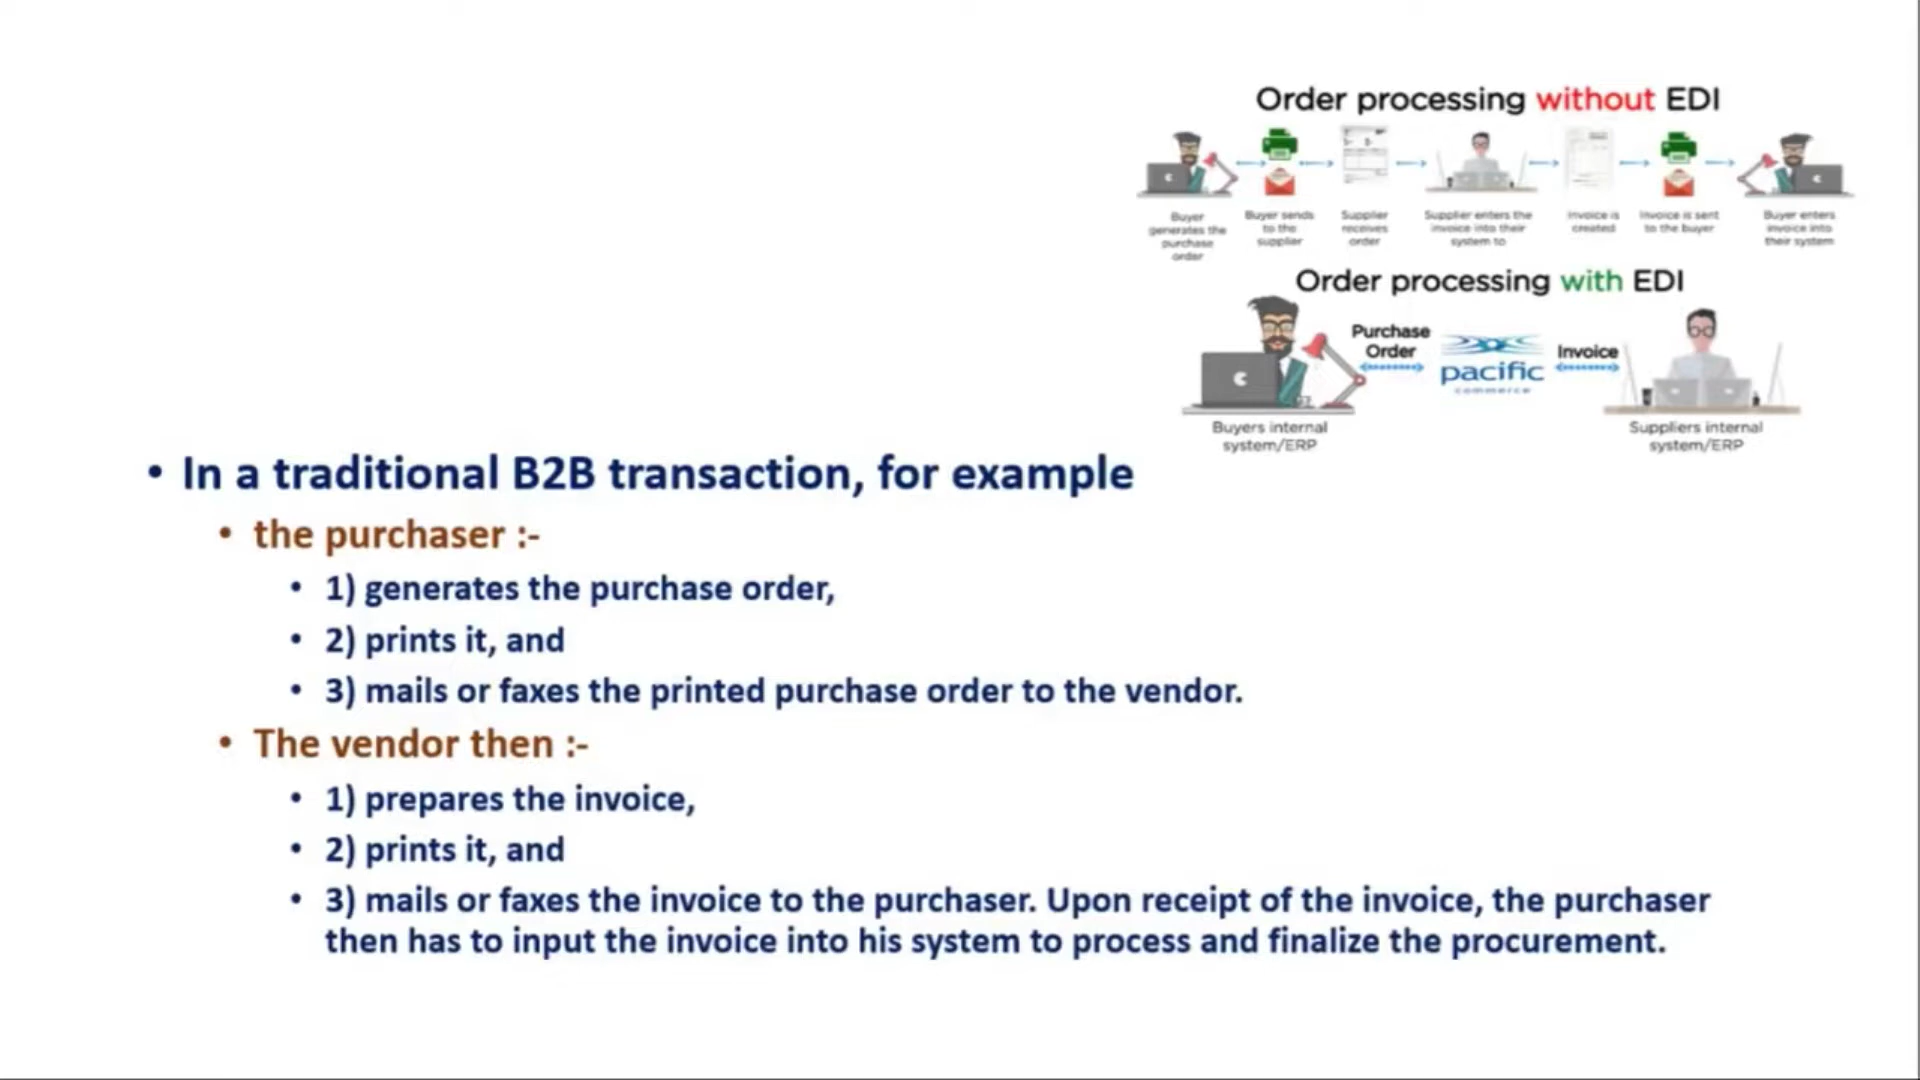 Order processing without EDI
Buyer
generates the
purchase
order
Buyer sends
to the
supplier
Supplier
receives
order
Supplier enters the
invoice into their
system to
Invoice is
created
Invoice is sent
to the buyer
Buyer enters
invoice into
their system
Order processing with EDI
Purchase
Order
pacific
commerce
Invoice
Buyers internal
system/ERP
Suppliers internal
system/ERP
• In a traditional B2B transaction, for example
• the purchaser :-
• 1) generates the purchase order,
• 2) prints it, and
• 3) mails or faxes the printed purchase order to the vendor.
• The vendor then :-
• 1) prepares the invoice,
• 2) prints it, and
• 3) mails or faxes the invoice to the purchaser. Upon receipt of the invoice, the purchaser
then has to input the invoice into his system to process and finalize the procurement.